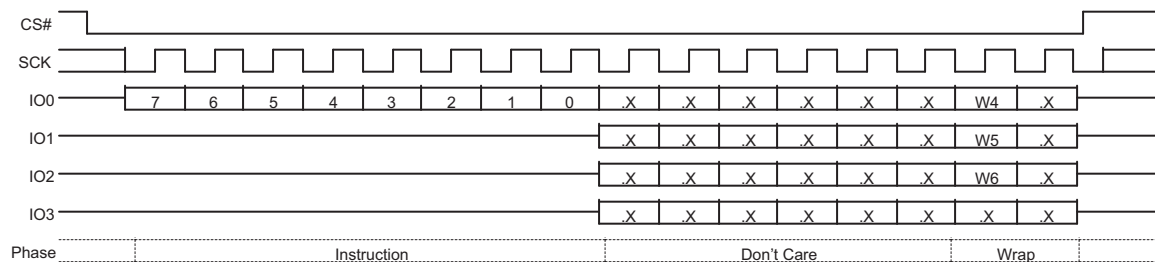 CS#
SCK
IO0 7 6 5 4 3 2 1 0 .X .X .X .X .X .X W4 .X
IO1 .X .X .X .X .X .X W5 .X
IO2 .X .X .X .X .X .X W6 .X
IO3 .X .X .X .X .X .X .X .X
Phase Instruction Don't Care Wrap